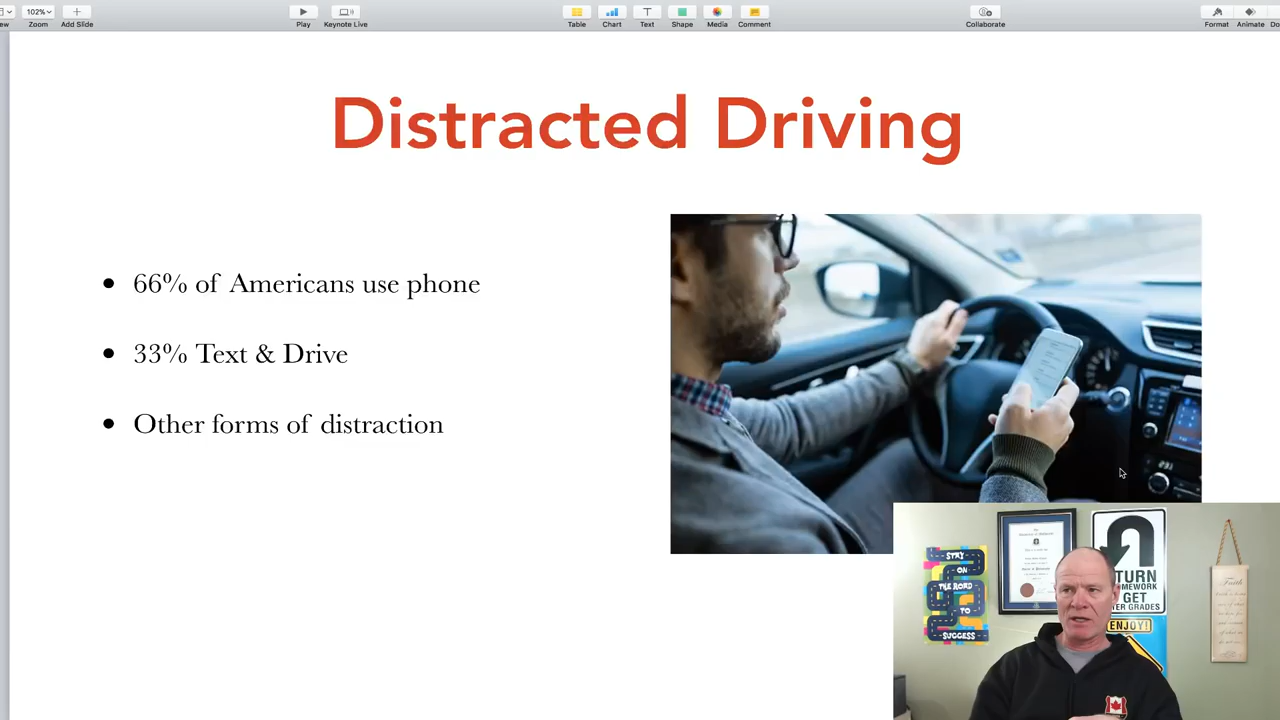 102%
Zoom
Add Slide
Play
Keynote Live
Table
Chart
Text
Shape
Media
Comment
Collaborate
Format
Animate
Distracted Driving
• 66% of Americans use phone
• 33% Text & Drive
• Other forms of distraction
STAY
ON
THE ROAD
TO
SUCCESS
TURN
GET
ENJOY!
Faith